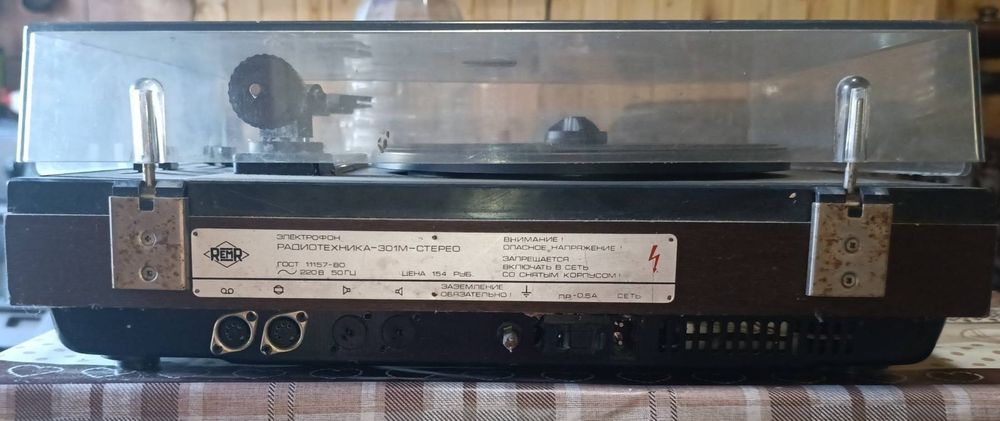 REMR
ЭЛЕКТРОФОН
РАДИОТЕХНИКА-301М-СТЕРЕО
ГОСТ 11157-80
220В 50ГЦ
ЦЕНА 154 РУБ.
ВНИМАНИЕ!
ОПАСНОЕ НАПРЯЖЕНИЕ!
ЗАПРЕЩАЕТСЯ
ВКЛЮЧАТЬ В СЕТЬ
СО СНЯТЫМ КОРПУСОМ!
ЗАЗЕМЛЕНИЕ
ОБЯЗАТЕЛЬНО!
ПР-0,5А
СЕТЬ